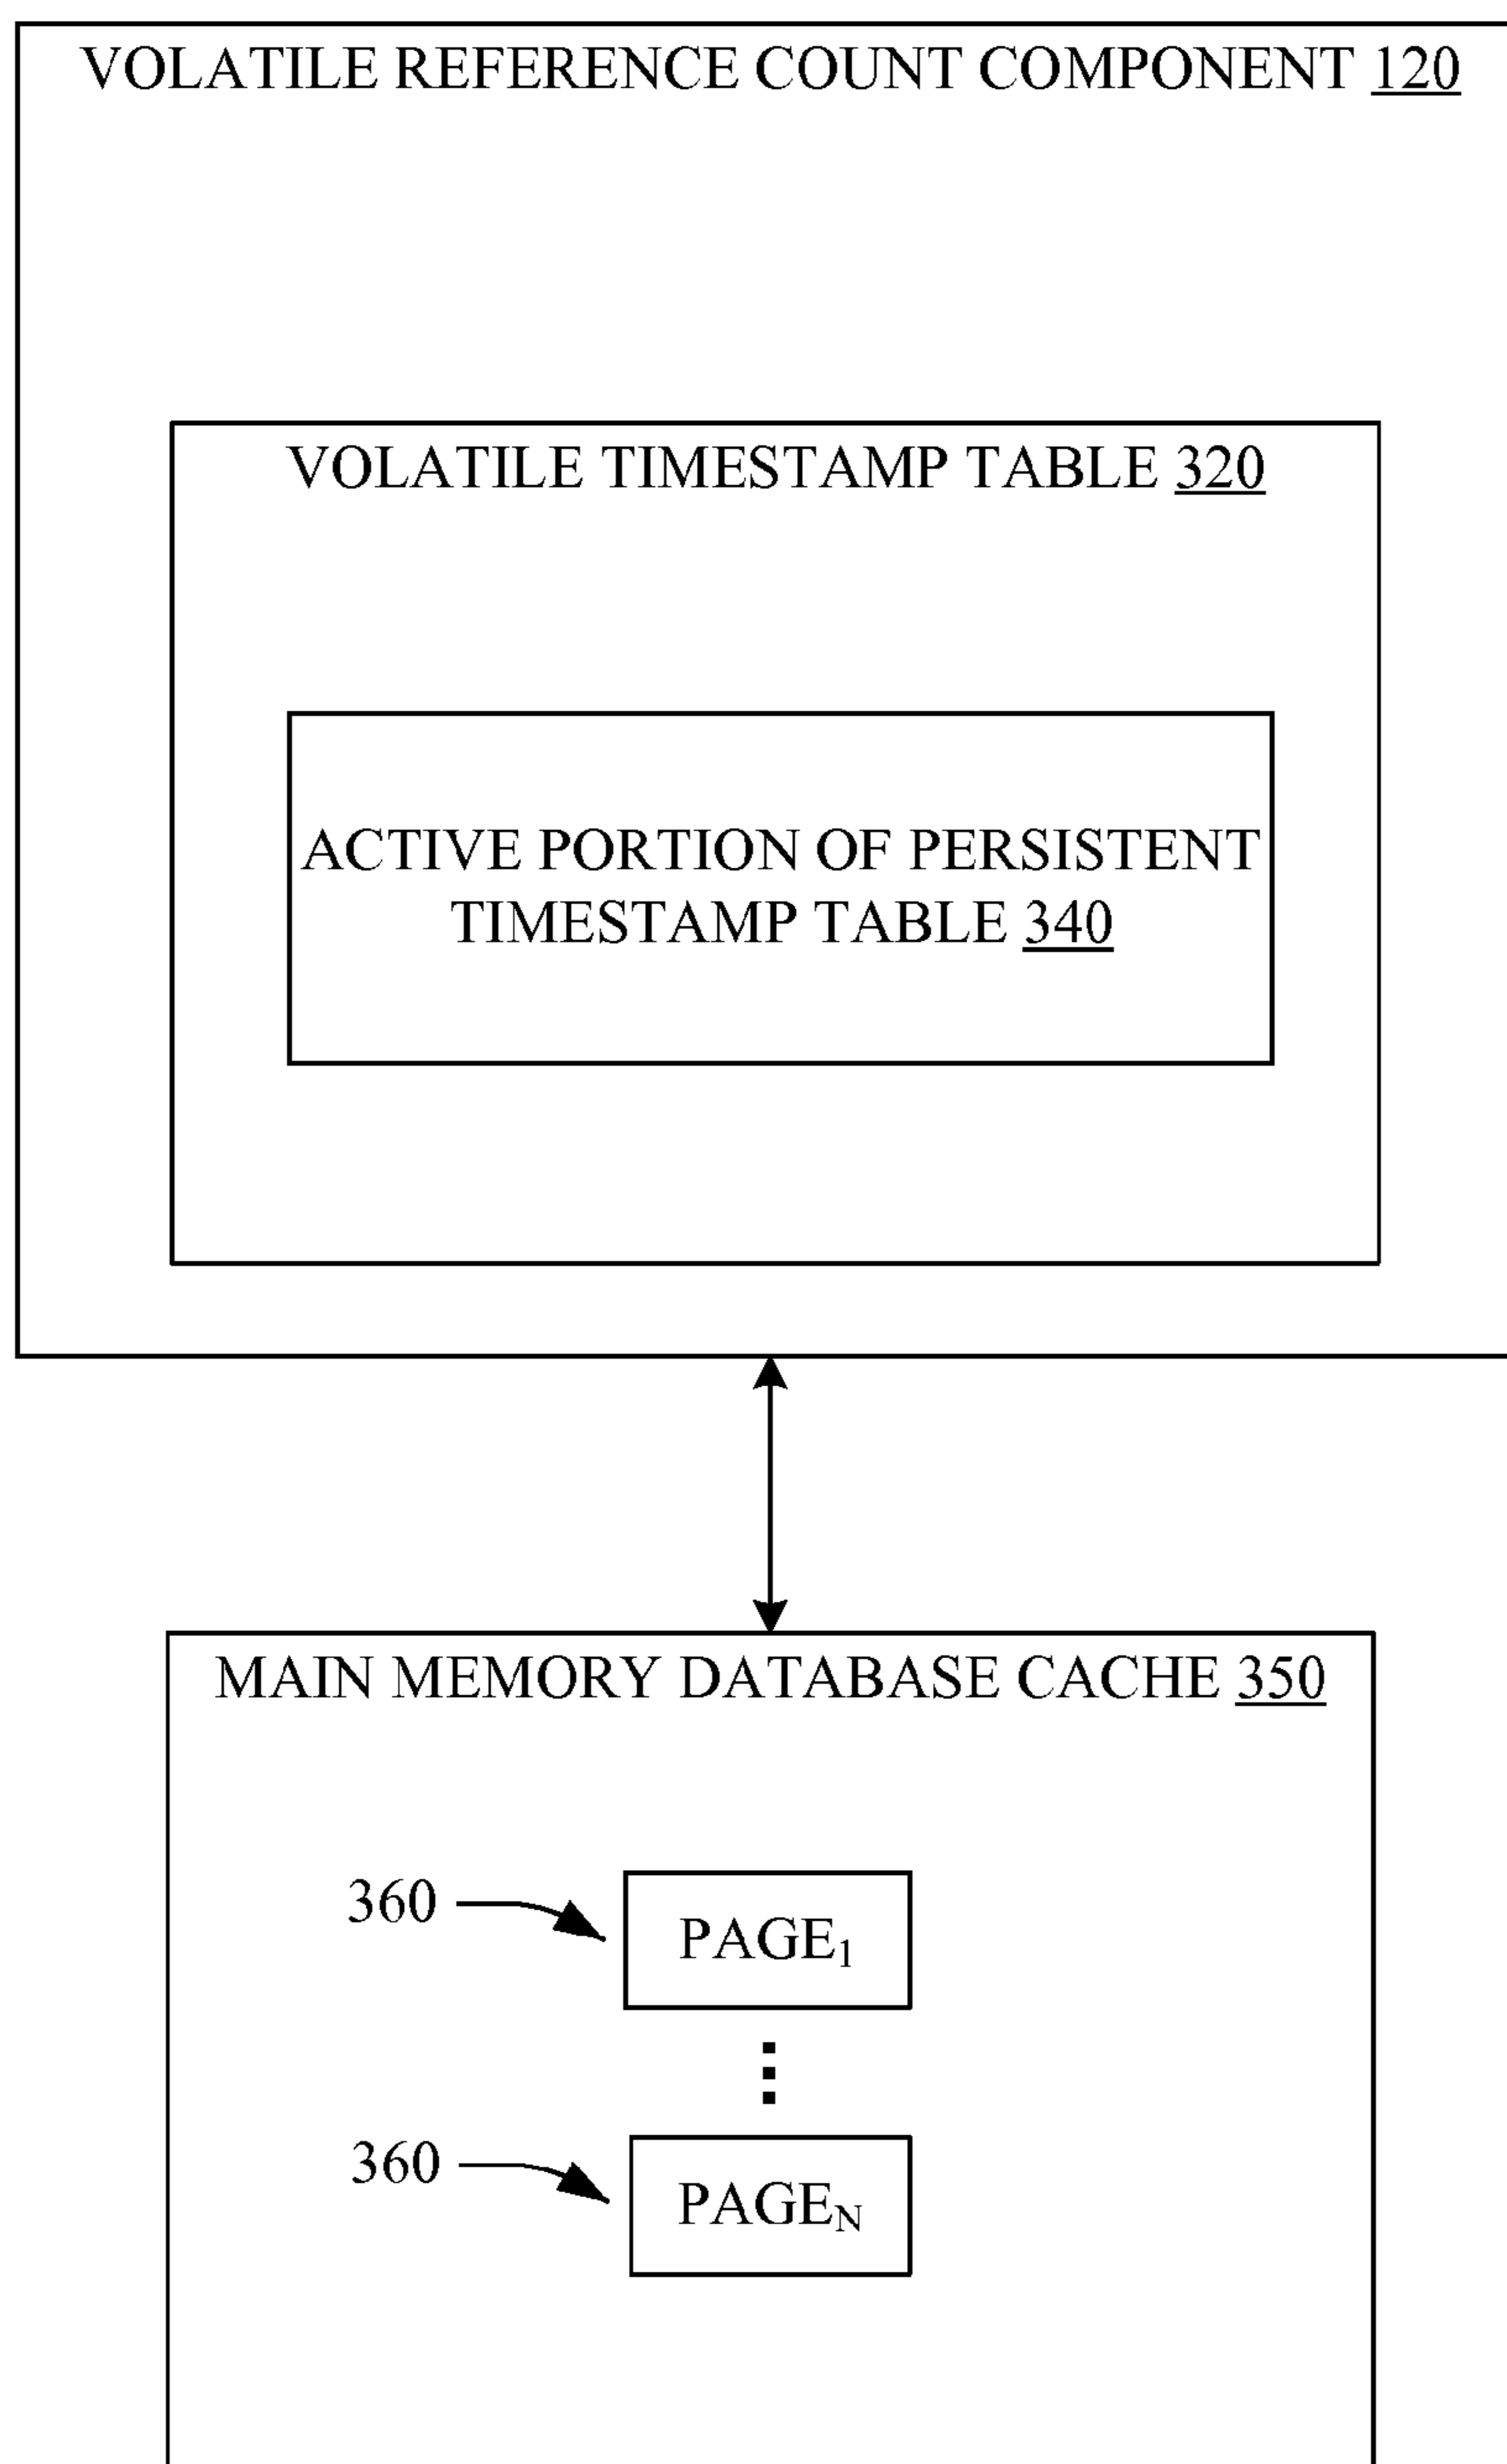 VOLATILE REFERENCE COUNT COMPONENT 120
VOLATILE TIMESTAMP TABLE 320
ACTIVE PORTION OF PERSISTENT
TIMESTAMP TABLE 340
MAIN MEMORY DATABASE CACHE 350
360
PAGE₁
360
PAGE_N